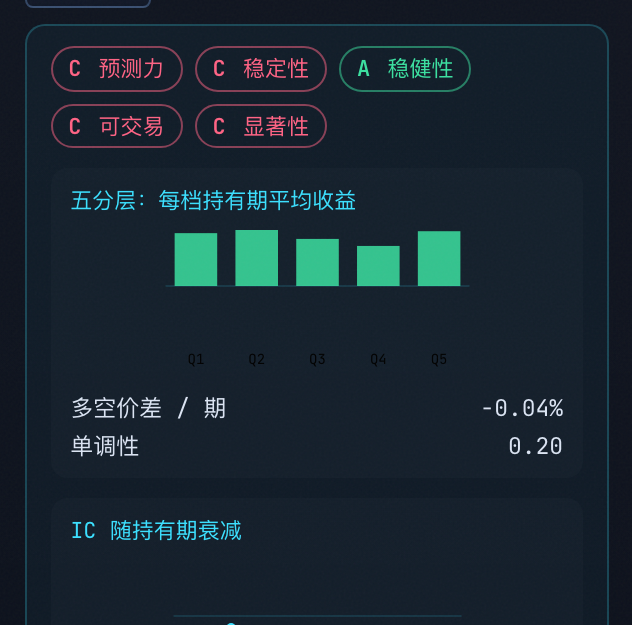 C 预测力 C 稳定性 A 稳健性
C 可交易 C 显著性
五分层: 每档持有期平均收益
Q1 Q2 Q3 Q4 Q5
多空价差 / 期 -0.04%
单调性 0.20
IC 随持有期衰减